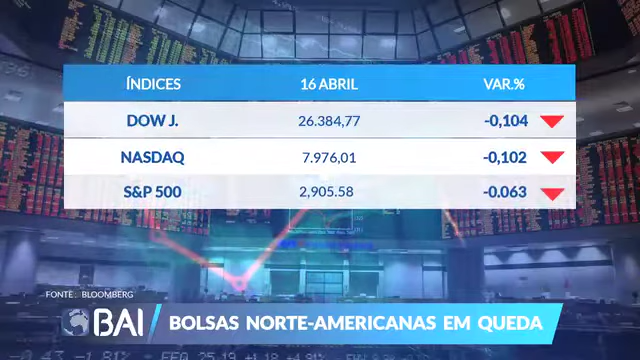 ÍNDICES 16 ABRIL VAR.%
DOW J. 26.384,77 -0,104
NASDAQ 7.976,01 -0,102
S&P 500 2,905.58 -0.063
FONTE: BLOOMBERG
BAI BOLSAS NORTE-AMERICANAS EM QUEDA